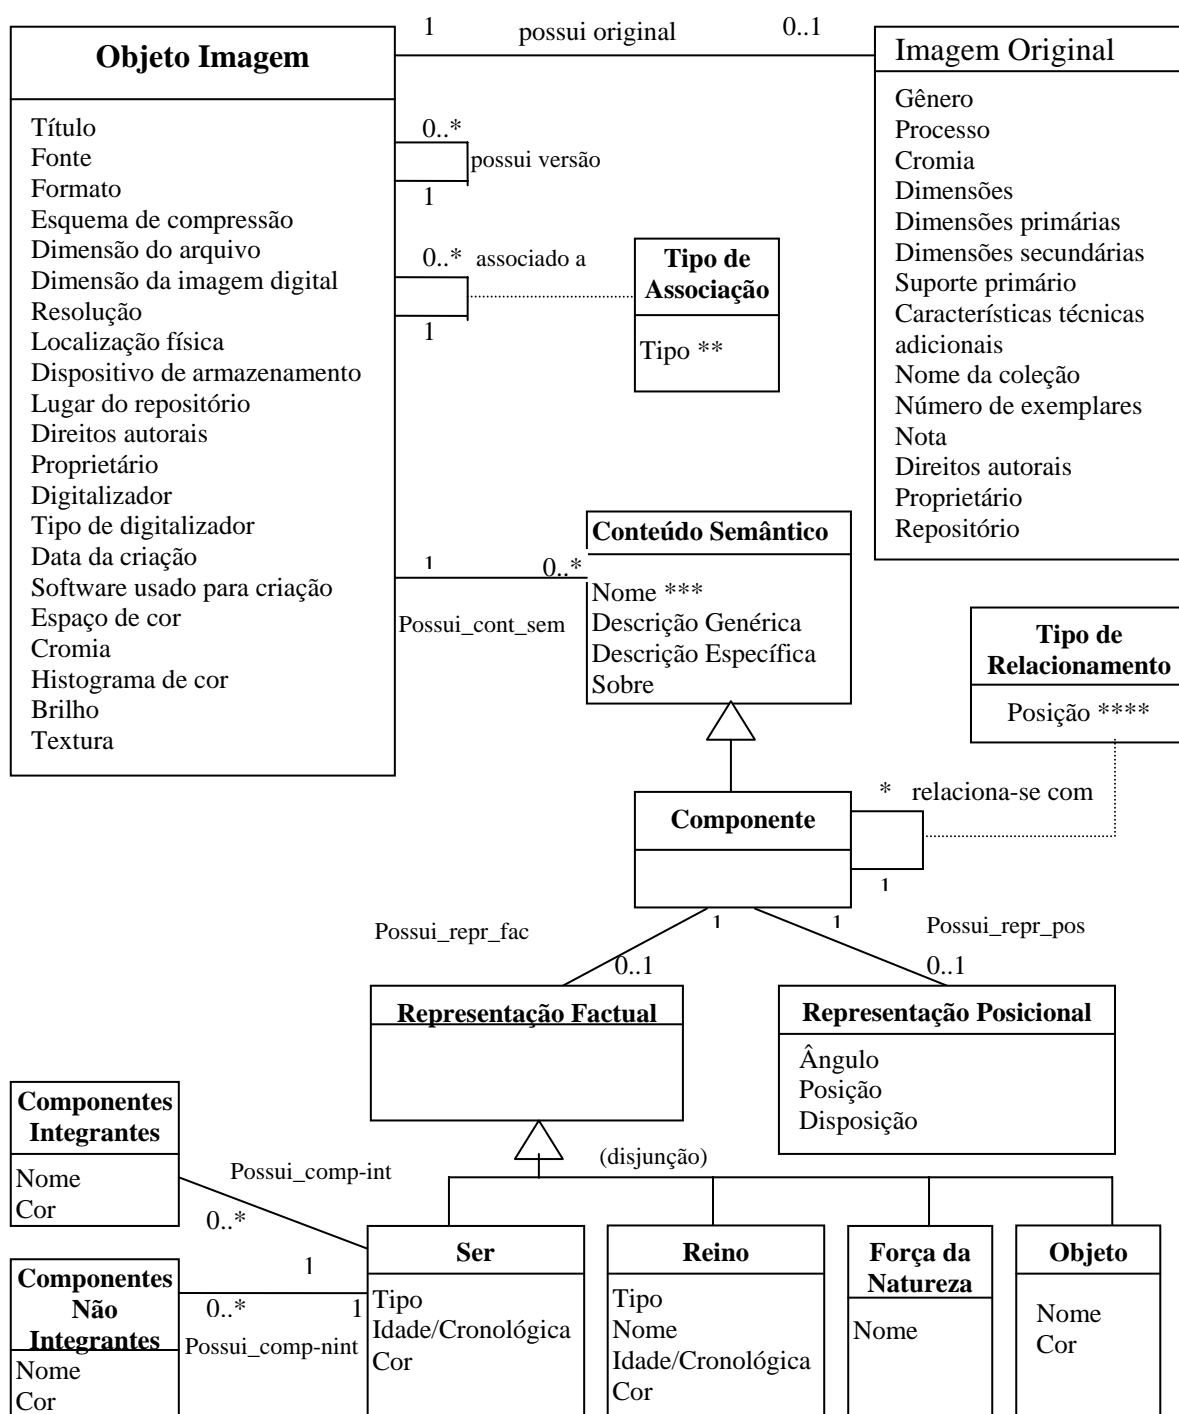 1 possui original 0..1
Objeto Imagem
Título
Fonte
Formato
Esquema de compressão
Dimensão do arquivo
Dimensão da imagem digital
Resolução
Localização física
Dispositivo de armazenamento
Lugar do repositório
Direitos autorais
Proprietário
Digitalizador
Tipo de digitalizador
Data da criação
Software usado para criação
Espaço de cor
Cromia
Histograma de cor
Brilho
Textura
Imagem Original
Gênero
Processo
Cromia
Dimensões
Dimensões primárias
Dimensões secundárias
Suporte primário
Características técnicas
adicionais
Nome da coleção
Número de exemplares
Nota
Direitos autorais
Proprietário
Repositório
0..*
possui versão
1
0..* associado a
1
Tipo de
Associação
Tipo **
1 0..*
Possui_cont_sem
Conteúdo Semântico
Nome ***
Descrição Genérica
Descrição Específica
Sobre
Tipo de
Relacionamento
Posição ****
* relaciona-se com
1
Componente
1 1
Possui_repr_fac
Possui_repr_pos
0..1 0..1
Representação Factual
Representação Posicional
Ângulo
Posição
Disposição
(disjunção)
Componentes
Integrantes
Nome
Cor
Possui_comp-int
0..*
1
Componentes
Não
Integrantes
Nome
Cor
0..* 1
Possui_comp-nint
Ser
Tipo
Idade/Cronológica
Cor
Reino
Tipo
Nome
Idade/Cronológica
Cor
Força da
Natureza
Nome
Objeto
Nome
Cor